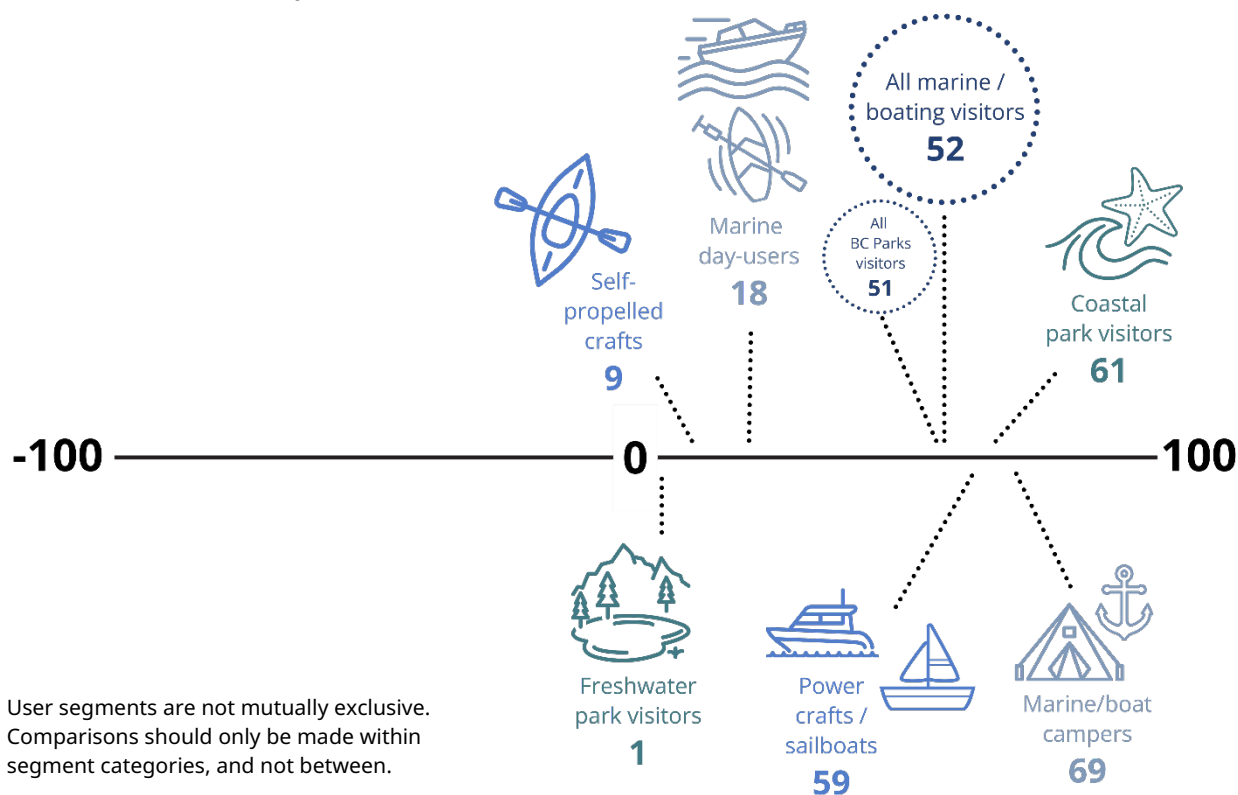 All marine /
boating visitors
52
All
BC Parks
visitors
51
Marine
day-users
18
Self-
propelled
crafts
9
Coastal
park visitors
61
-100
0
100
Freshwater
park visitors
1
Power
crafts /
sailboats
59
Marine/boat
campers
69
User segments are not mutually exclusive.
Comparisons should only be made within
segment categories, and not between.